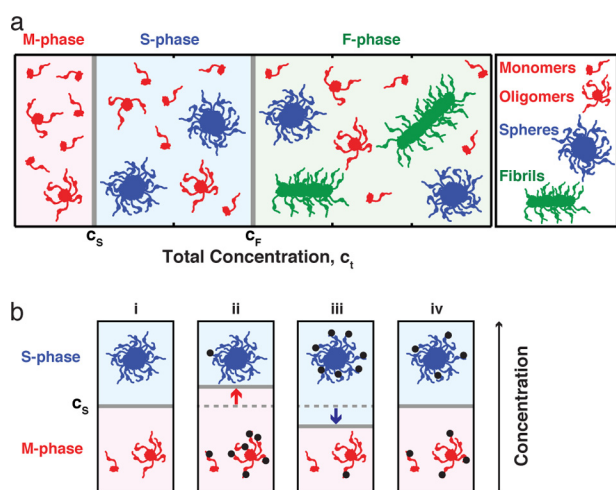 a
M-phase S-phase F-phase
Monomers
Oligomers
Spheres
Fibrils
cS cF
Total Concentration, ct
b
i ii iii iv
S-phase
cS
M-phase
Concentration